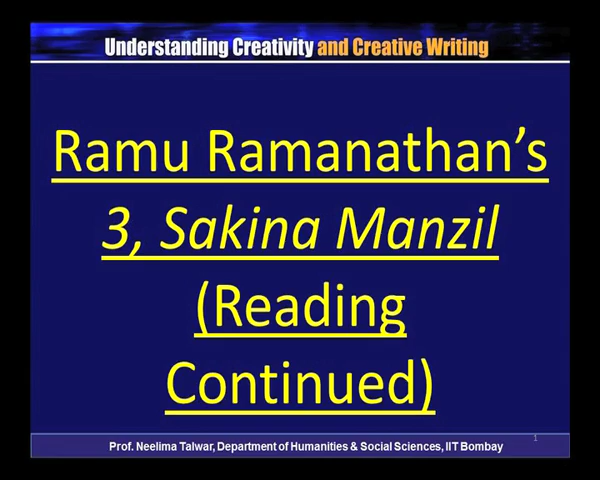 Understanding Creativity and Creative Writing
Ramu Ramanathan's
3, Sakina Manzil
(Reading
Continued)
1
Prof. Neelima Talwar, Department of Humanities & Social Sciences, IIT Bombay